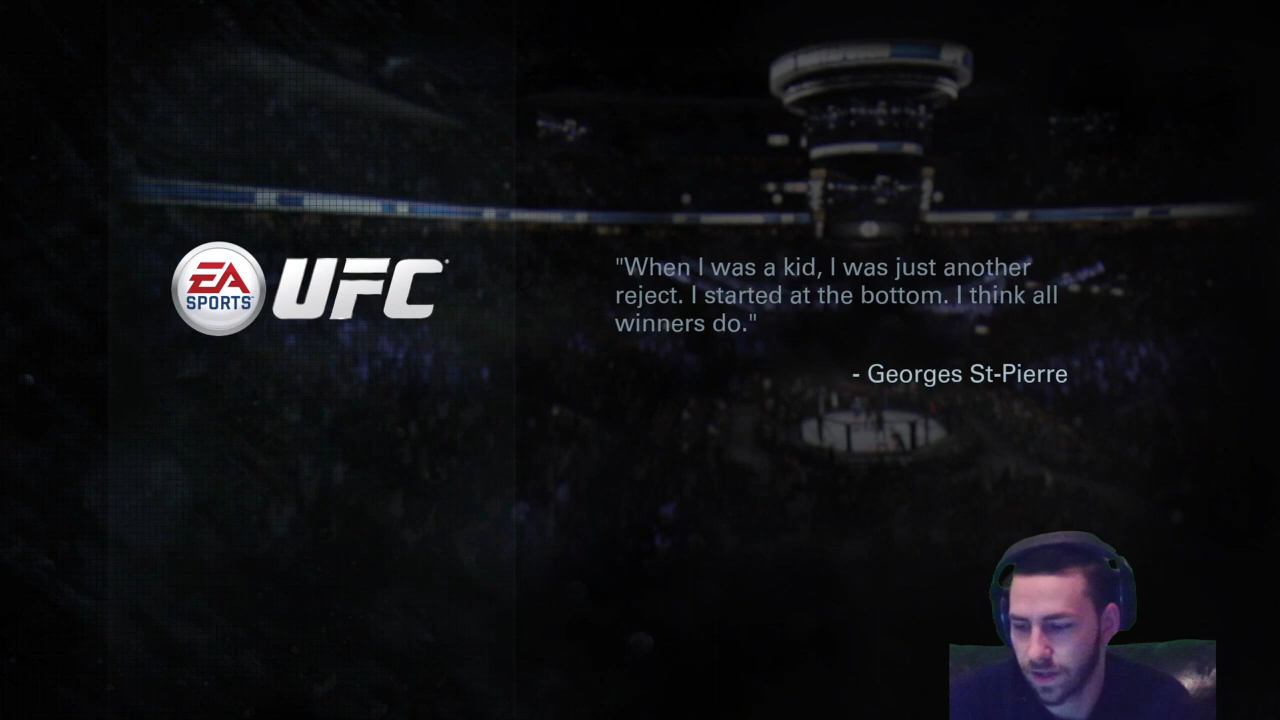 EA
SPORTS
UFC
"When I was a kid, I was just another
reject. I started at the bottom. I think all
winners do."
- Georges St-Pierre